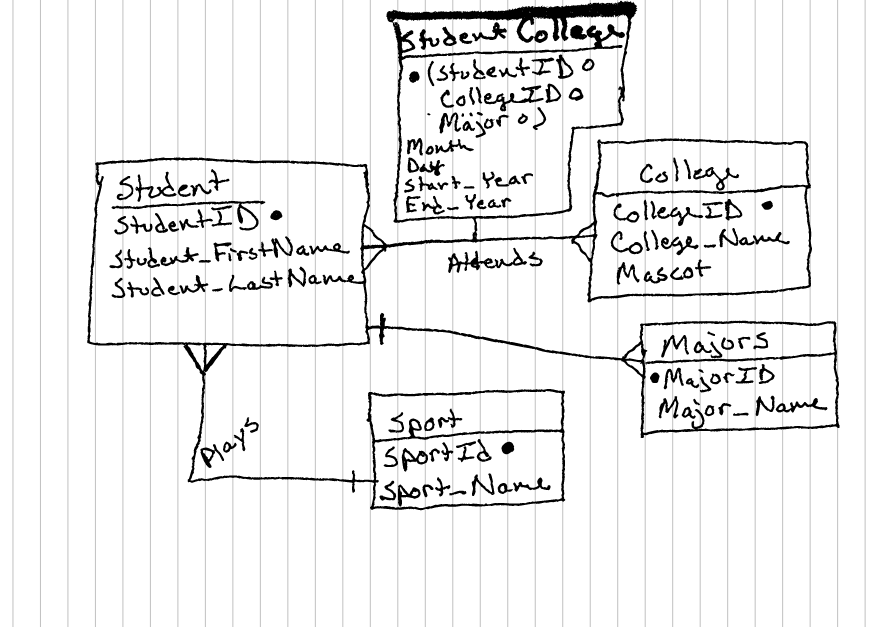 Student College
(StudentID
CollegeID
Major )
Month
Day
Start_Year
End_Year
Student
StudentID
Student_FirstName
Student_LastName
Attends
College
CollegeID
College_Name
Mascot
Majors
MajorID
Major_Name
Plays
Sport
SportId
Sport_Name